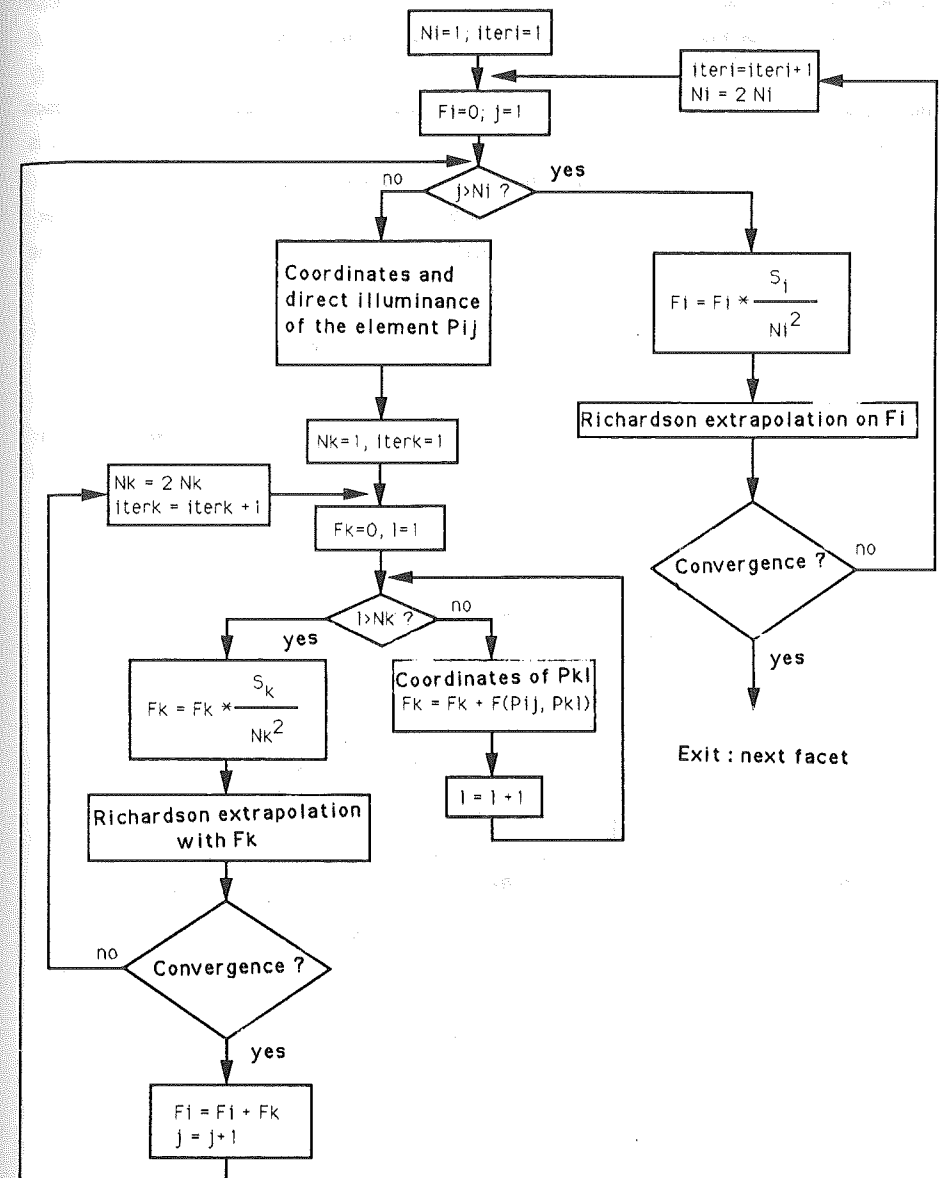 Ni=1; iteri=1
iteri=iteri+1
Ni = 2 Ni
Fi=0; j=1
j>Ni ?
no
yes
Coordinates and
direct illuminance
of the element Pij
Fi = Fi * S_i / Ni^2
Richardson extrapolation on Fi
Nk=1, iterk=1
Nk = 2 Nk
iterk = iterk +1
Fk=0, l=1
Convergence ?
no
yes
Exit : next facet
l>Nk ?
no
yes
Coordinates of Pkl
Fk = Fk + F(Pij, Pkl)
l = l +1
Fk = Fk * S_k / Nk^2
Richardson extrapolation
with Fk
Convergence ?
no
yes
Fi = Fi + Fk
j = j+1